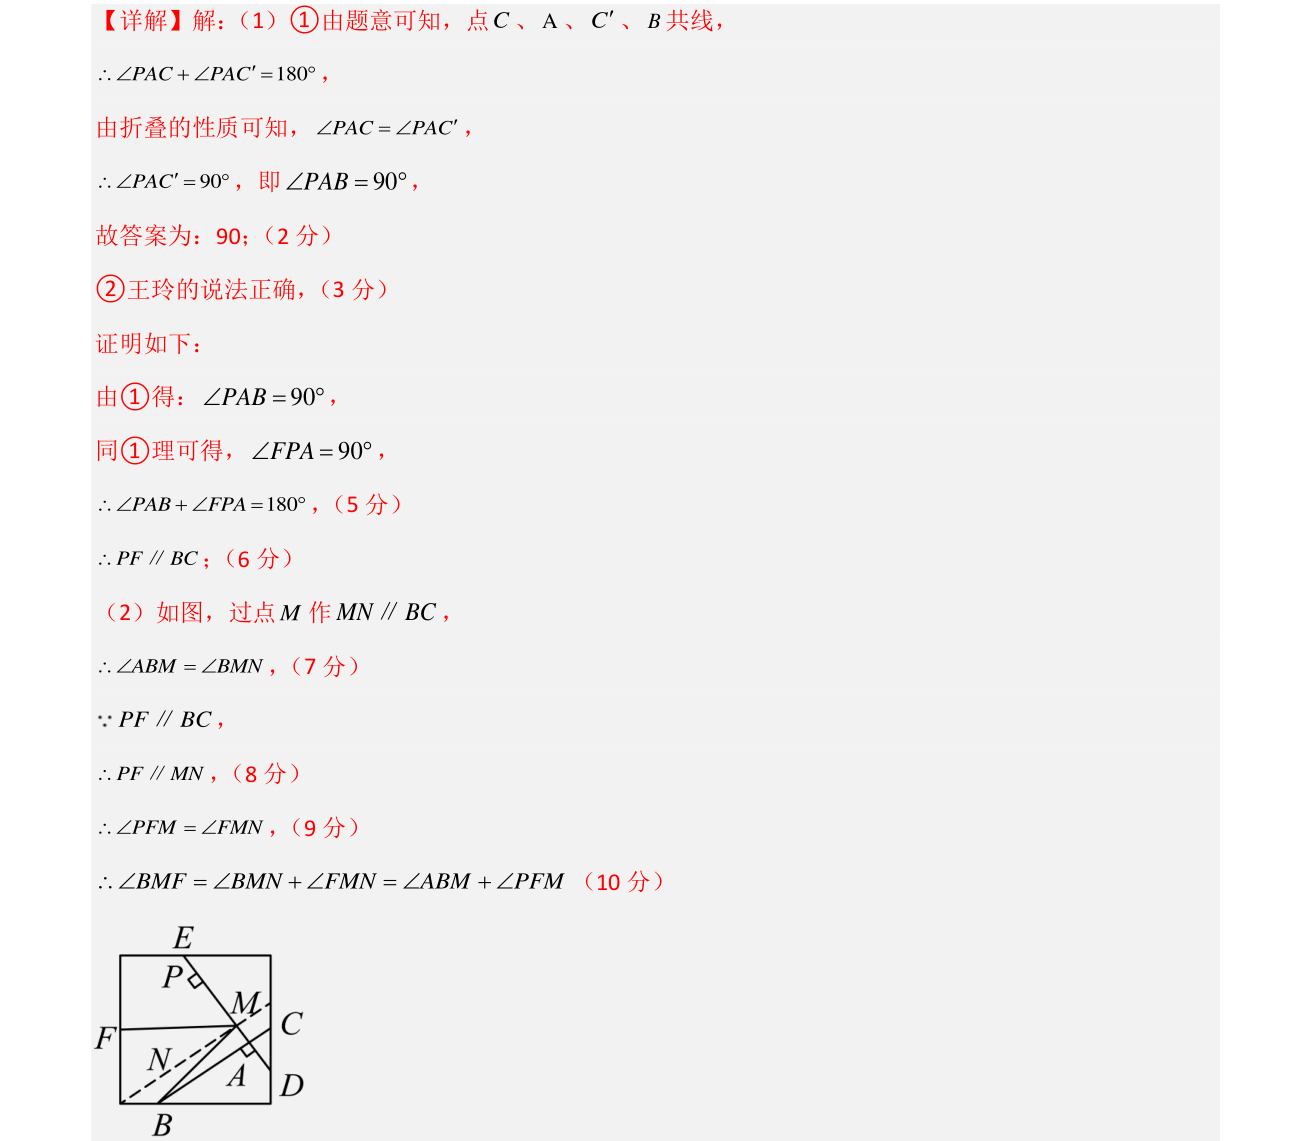 【详解】解：（1）①由题意可知，点C、A、C′、B共线，
∴∠PAC+∠PAC′=180°，
由折叠的性质可知，∠PAC=∠PAC′，
∴∠PAC′=90°，即∠PAB=90°，
故答案为：90；（2分）
②王玲的说法正确，（3分）
证明如下：
由①得：∠PAB=90°，
同①理可得，∠FPA=90°，
∴∠PAB+∠FPA=180°，（5分）
∴PF∥BC；（6分）
（2）如图，过点M作MN∥BC，
∴∠ABM=∠BMN，（7分）
∵PF∥BC，
∴PF∥MN，（8分）
∴∠PFM=∠FMN，（9分）
∴∠BMF=∠BMN+∠FMN=∠ABM+∠PFM（10分）
E
P
M
C
F
N
A
D
B